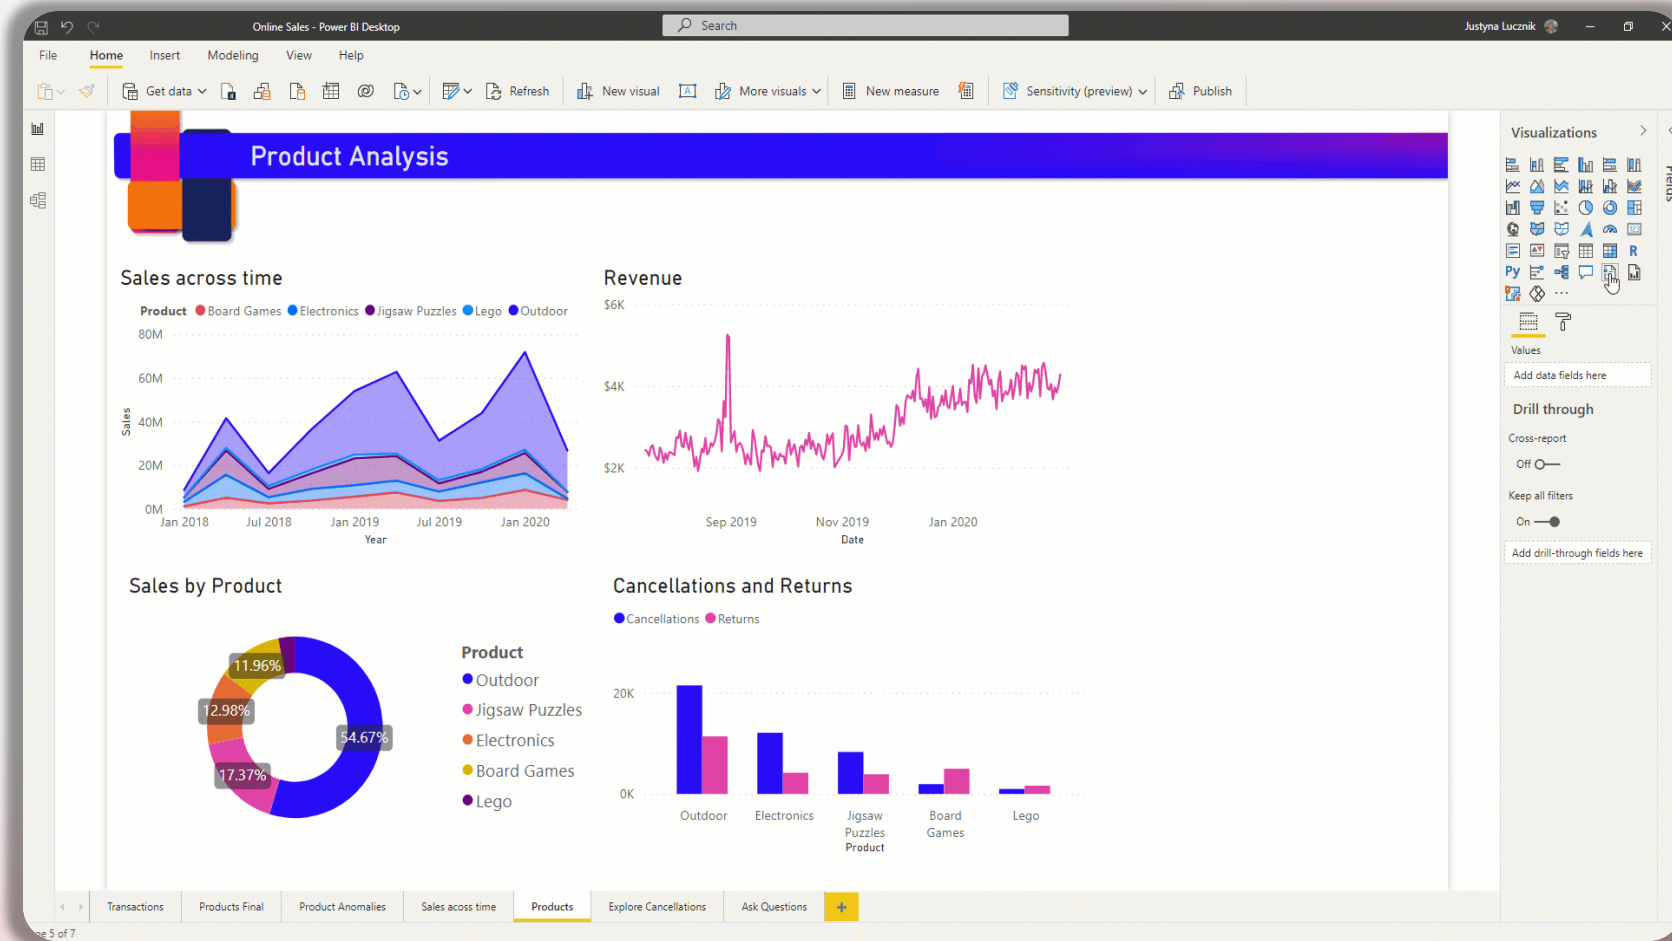 Online Sales - Power BI Desktop
Search
Justyna Lucznik
File Home Insert Modeling View Help
Get data
Refresh
New visual
A
More visuals
New measure
Sensitivity (preview)
Publish
Product Analysis
Sales across time
Product Board Games Electronics Jigsaw Puzzles Lego Outdoor
80M
60M
40M
20M
0M
Sales
Jan 2018 Jul 2018 Jan 2019 Jul 2019 Jan 2020
Year
Revenue
$6K
$4K
$2K
Sep 2019 Nov 2019 Jan 2020
Date
Sales by Product
11.96%
12.98%
54.67%
17.37%
Product
Outdoor
Jigsaw Puzzles
Electronics
Board Games
Lego
Cancellations and Returns
Cancellations Returns
20K
0K
Outdoor Electronics Jigsaw Board Lego
Puzzles Games
Product
Visualizations
R
Py
Values
Add data fields here
Drill through
Cross-report
Off
Keep all filters
On
Add drill-through fields here
Fields
Transactions Products Final Product Anomalies Sales acoss time Products Explore Cancellations Ask Questions +
5 of 7